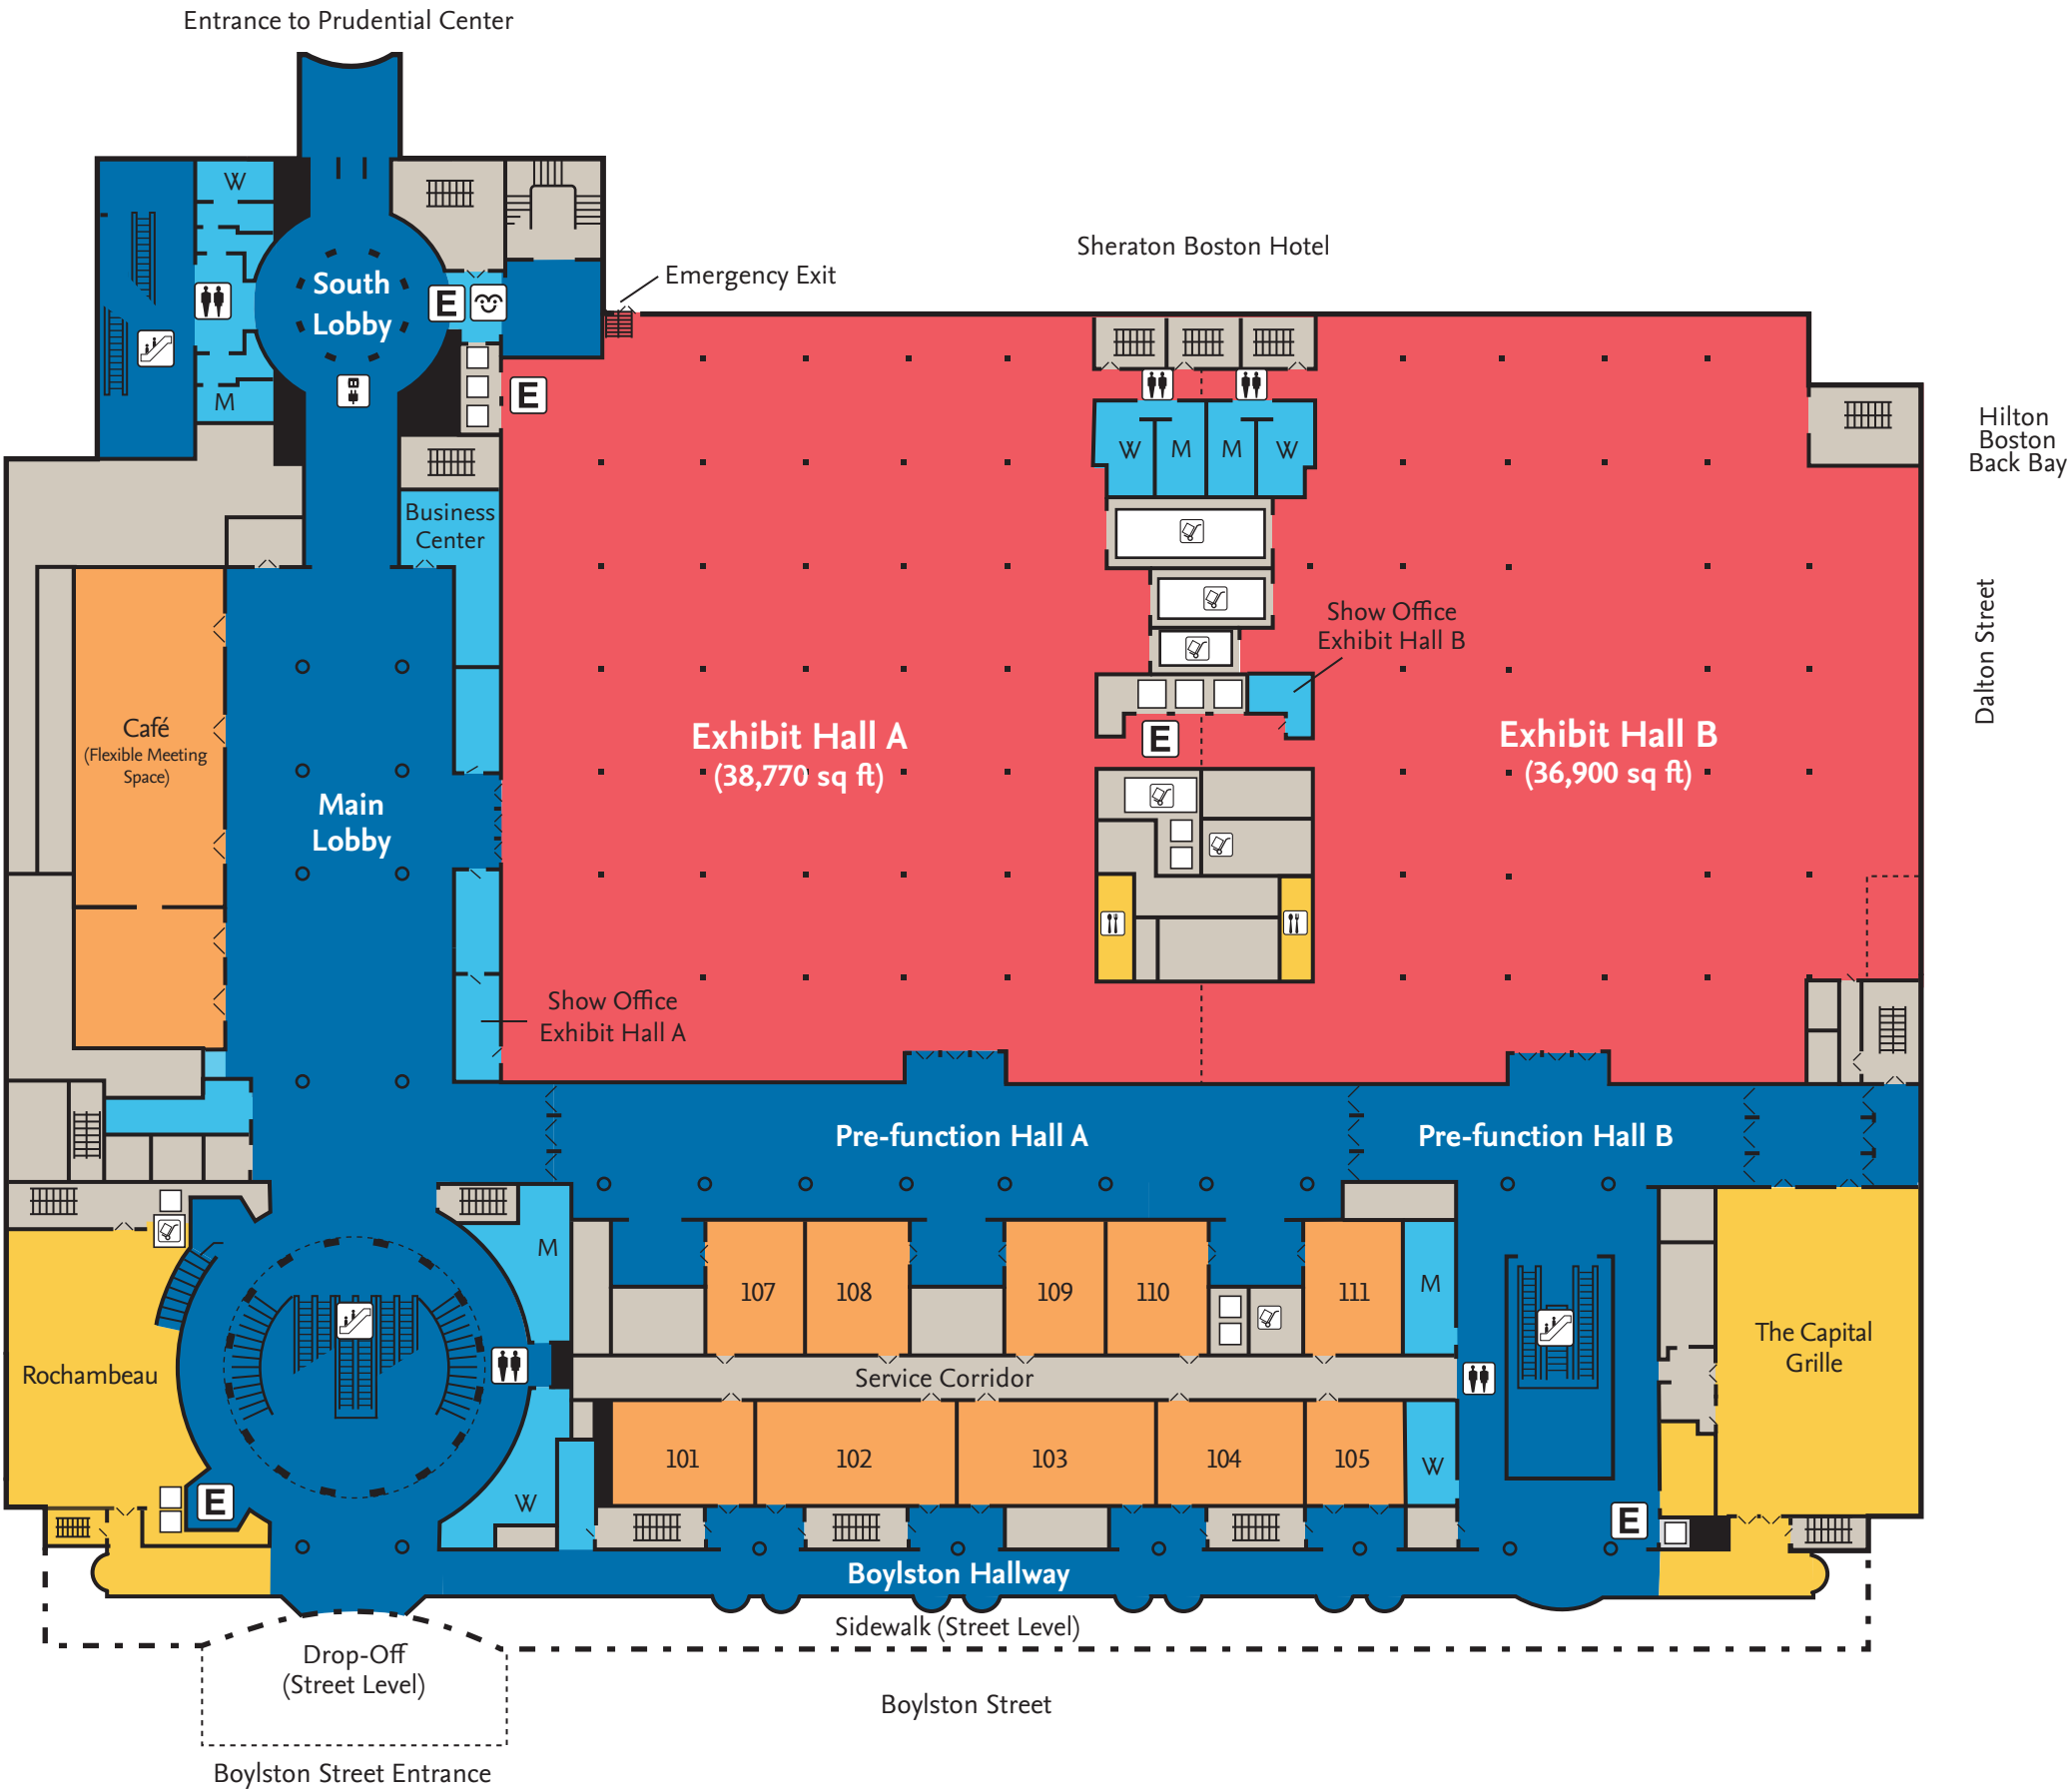 Entrance to Prudential Center
W
South
Lobby
E
M
E
Emergency Exit
Sheraton Boston Hotel
Hilton
Boston
Back Bay
Dalton Street
Business
Center
W
M
M
W
Show Office
Exhibit Hall B
Café
(Flexible Meeting
Space)
Main
Lobby
Exhibit Hall A
(38,770 sq ft)
E
Exhibit Hall B
(36,900 sq ft)
Show Office
Exhibit Hall A
Pre-function Hall A
Pre-function Hall B
M
107
108
109
110
111
M
Rochambeau
Service Corridor
The Capital
Grille
101
102
103
104
105
W
W
E
E
Boylston Hallway
Sidewalk (Street Level)
Drop-Off
(Street Level)
Boylston Street
Boylston Street Entrance